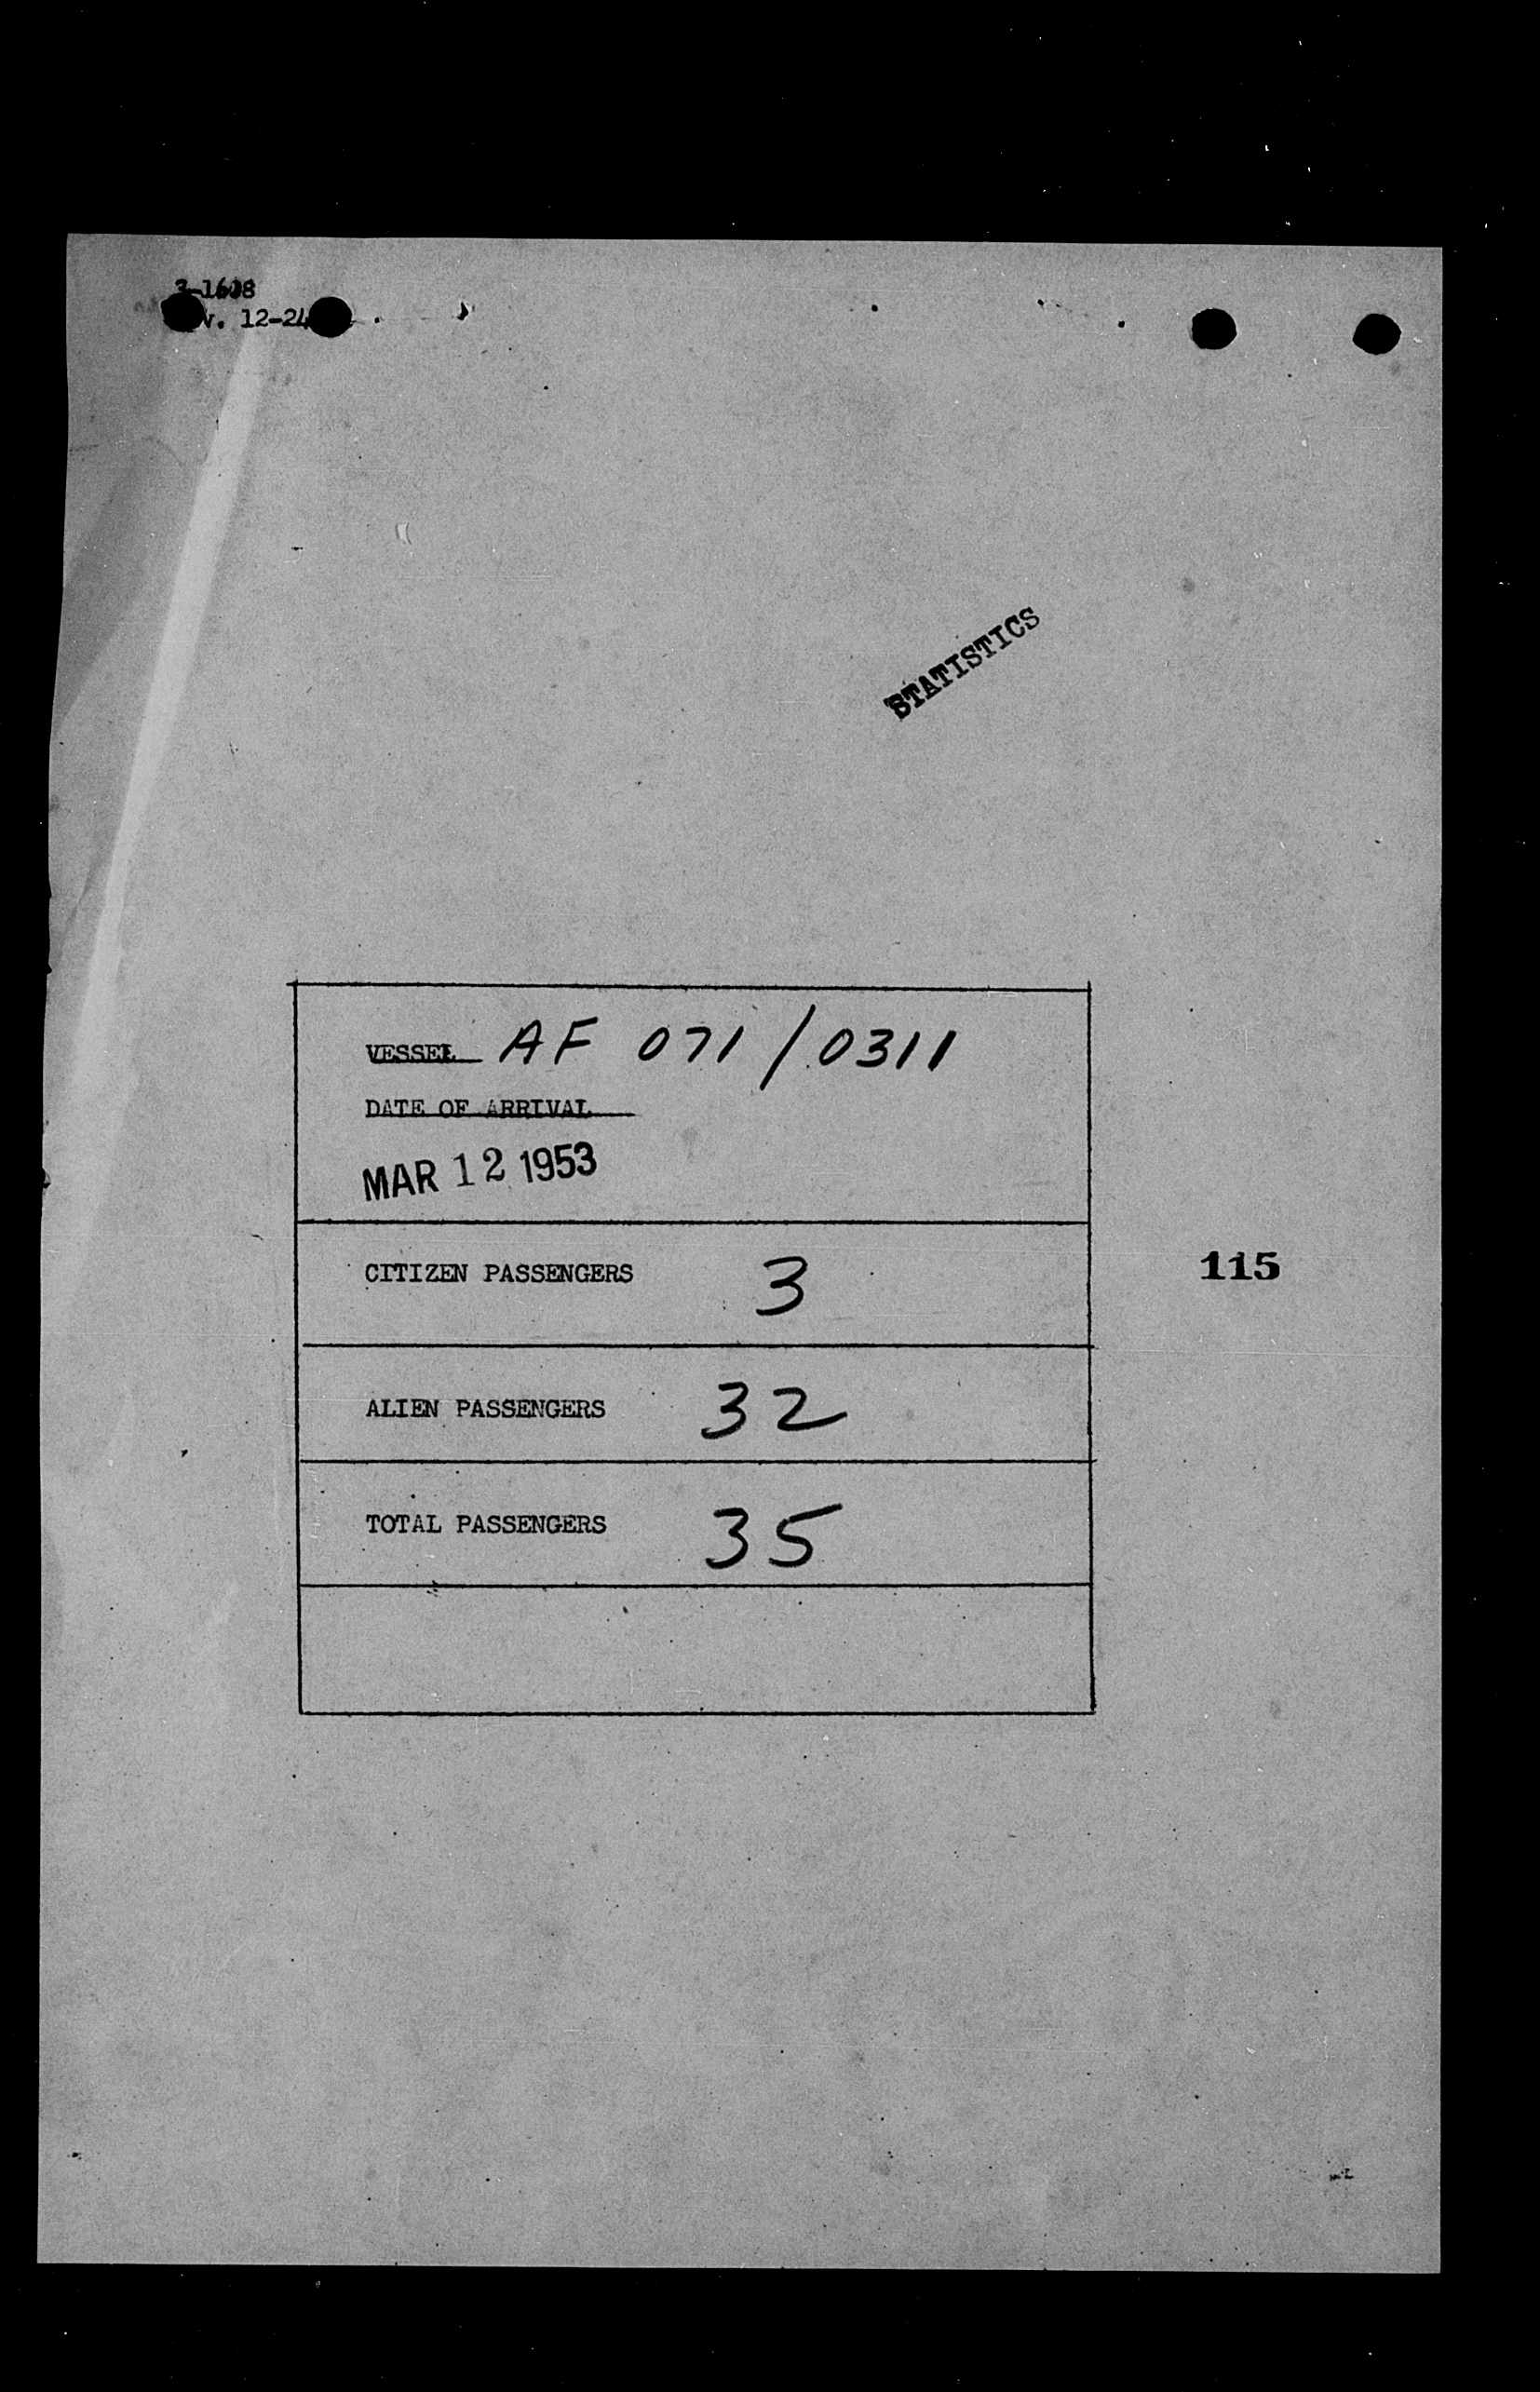 3-1608
v. 12-24
STATISTICS
VESSEL AF 071/0311
DATE OF ARRIVAL
MAR 12 1953
CITIZEN PASSENGERS 3
115
ALIEN PASSENGERS 32
TOTAL PASSENGERS 35